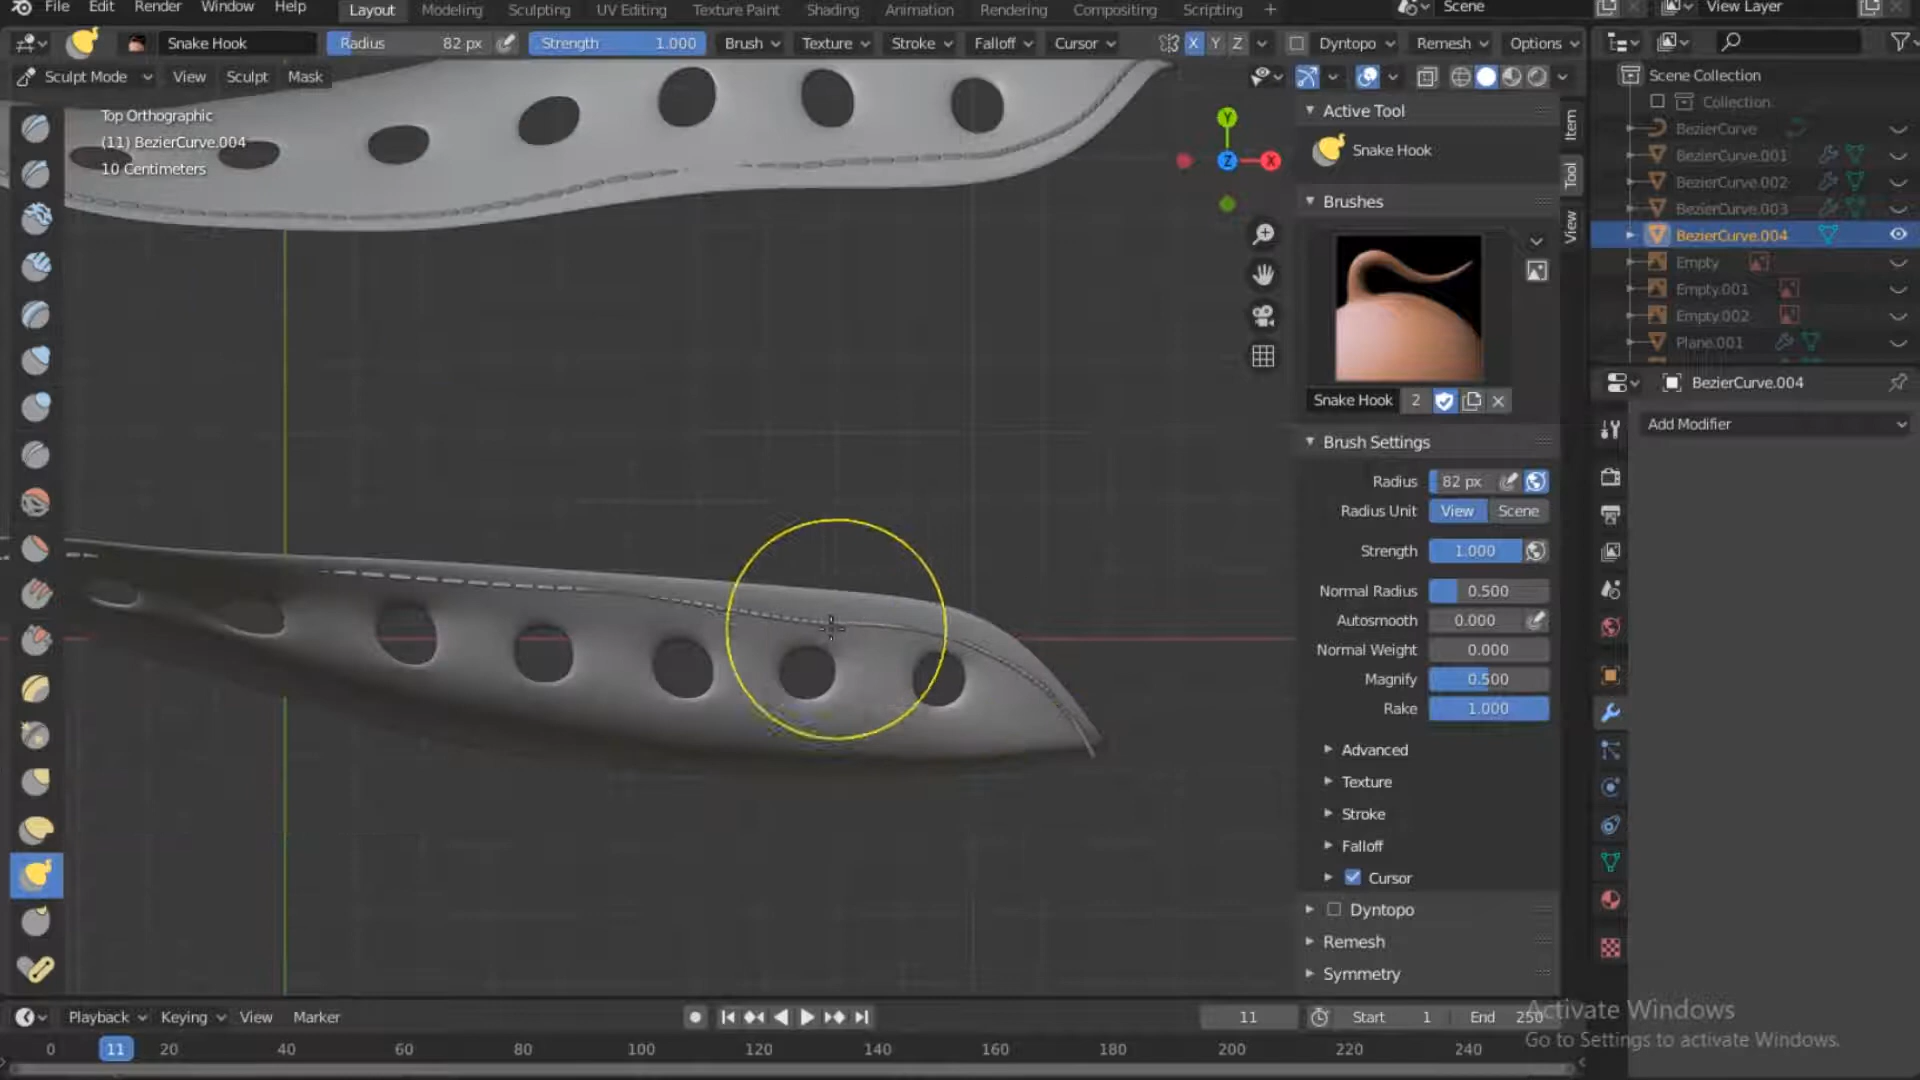 File Edit Render Window Help Layout Modeling Sculpting UV Editing Texture Paint Shading Animation Rendering Compositing Scripting + Scene View Layer
Snake Hook Radius 82 px Strength 1.000 Brush Texture Stroke Falloff Cursor X Y Z Dyntopo Remesh Options
Sculpt Mode View Sculpt Mask
Top Orthographic
(11) BezierCurve.004
10 Centimeters
Y
Z
X
Active Tool
Snake Hook
Brushes
Snake Hook 2
Brush Settings
Radius 82 px
Radius Unit View Scene
Strength 1.000
Normal Radius 0.500
Autosmooth 0.000
Normal Weight 0.000
Magnify 0.500
Rake 1.000
Advanced
Texture
Stroke
Falloff
Cursor
Dyntopo
Remesh
Symmetry
Item
Tool
View
Scene Collection
Collection
BezierCurve
BezierCurve.001
BezierCurve.002
BezierCurve.003
BezierCurve.004
Empty
Empty.001
Empty.002
Plane.001
BezierCurve.004
Add Modifier
Playback Keying View Marker 11 Start 1 End 250
0 11 20 40 60 80 100 120 140 160 180 200 220 240
Activate Windows
Go to Settings to activate Windows.